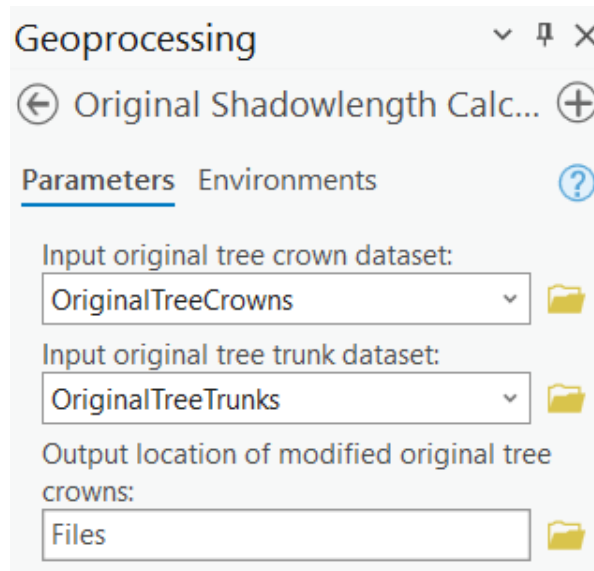 Geoprocessing
Original Shadowlength Calc...
Parameters Environments
Input original tree crown dataset:
OriginalTreeCrowns
Input original tree trunk dataset:
OriginalTreeTrunks
Output location of modified original tree
crowns:
Files